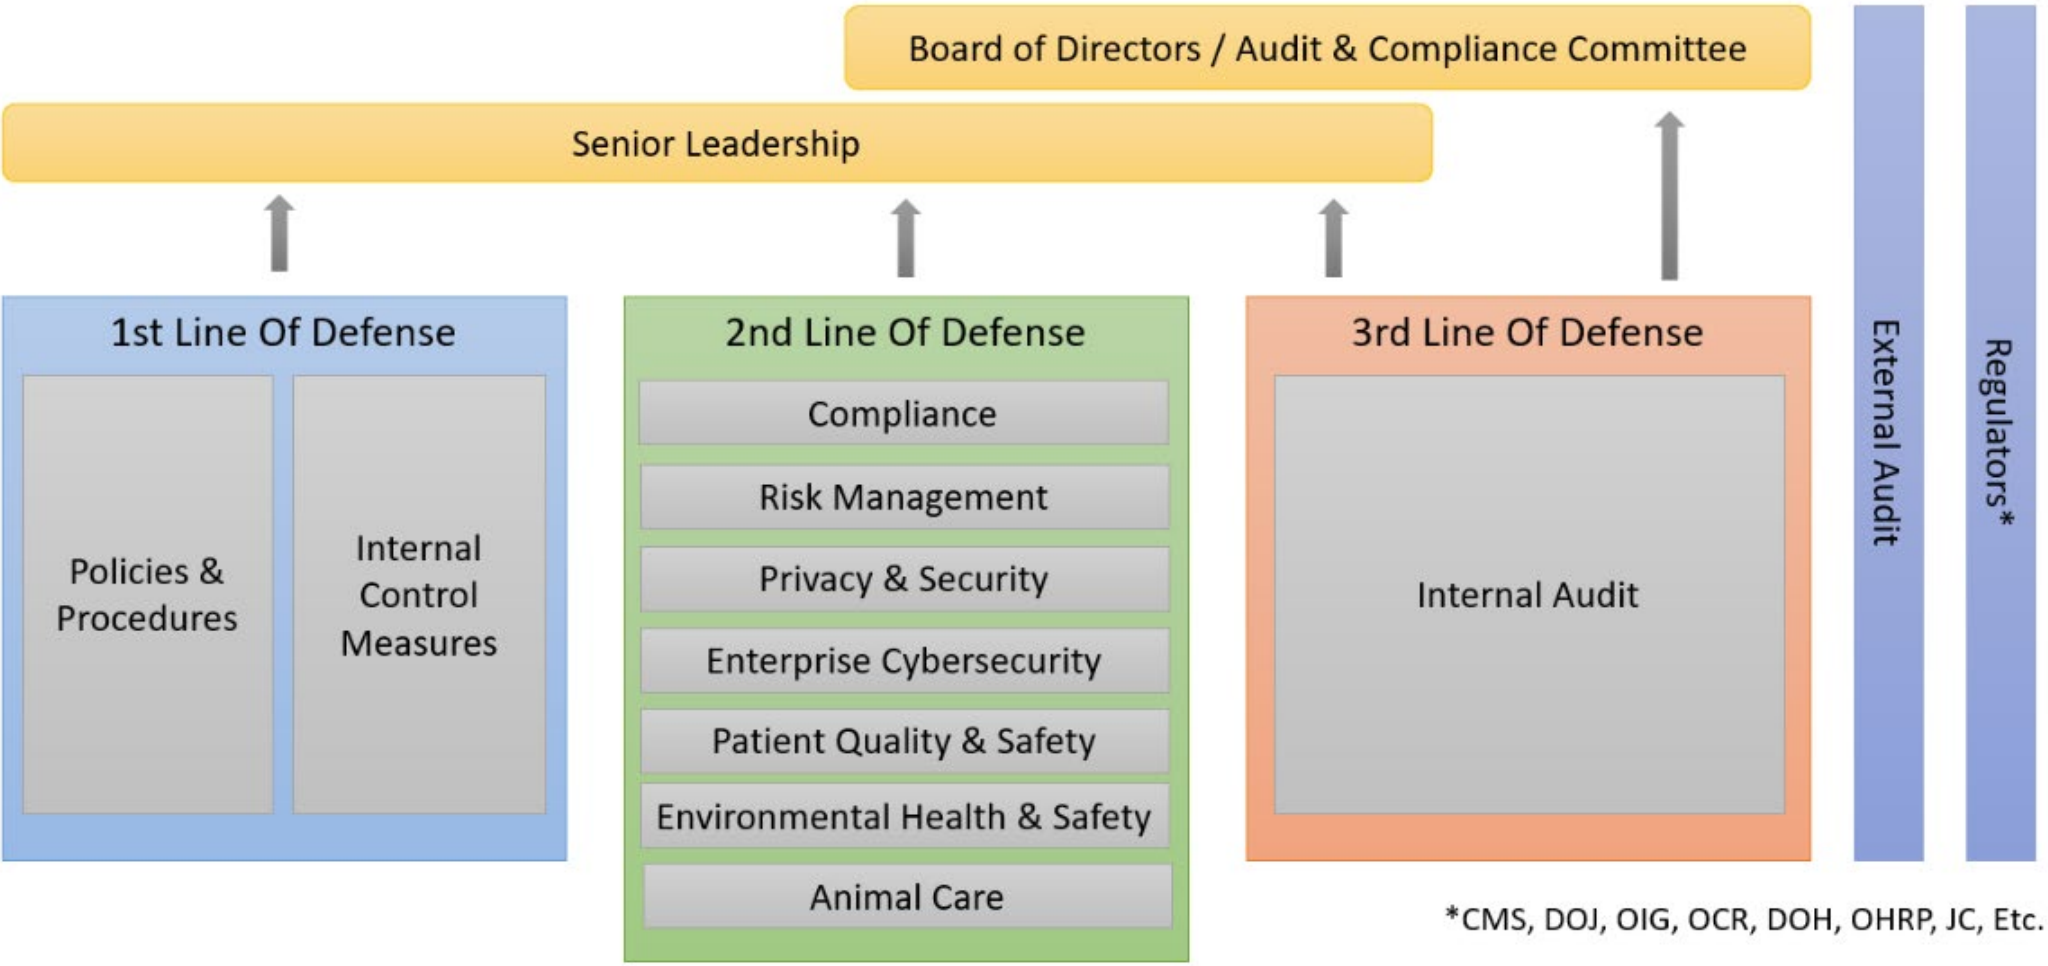 Board of Directors / Audit & Compliance Committee
Senior Leadership
1st Line Of Defense
Policies &
Procedures
Internal
Control
Measures
2nd Line Of Defense
Compliance
Risk Management
Privacy & Security
Enterprise Cybersecurity
Patient Quality & Safety
Environmental Health & Safety
Animal Care
3rd Line Of Defense
Internal Audit
External Audit
Regulators*
*CMS, DOJ, OIG, OCR, DOH, OHRP, JC, Etc.